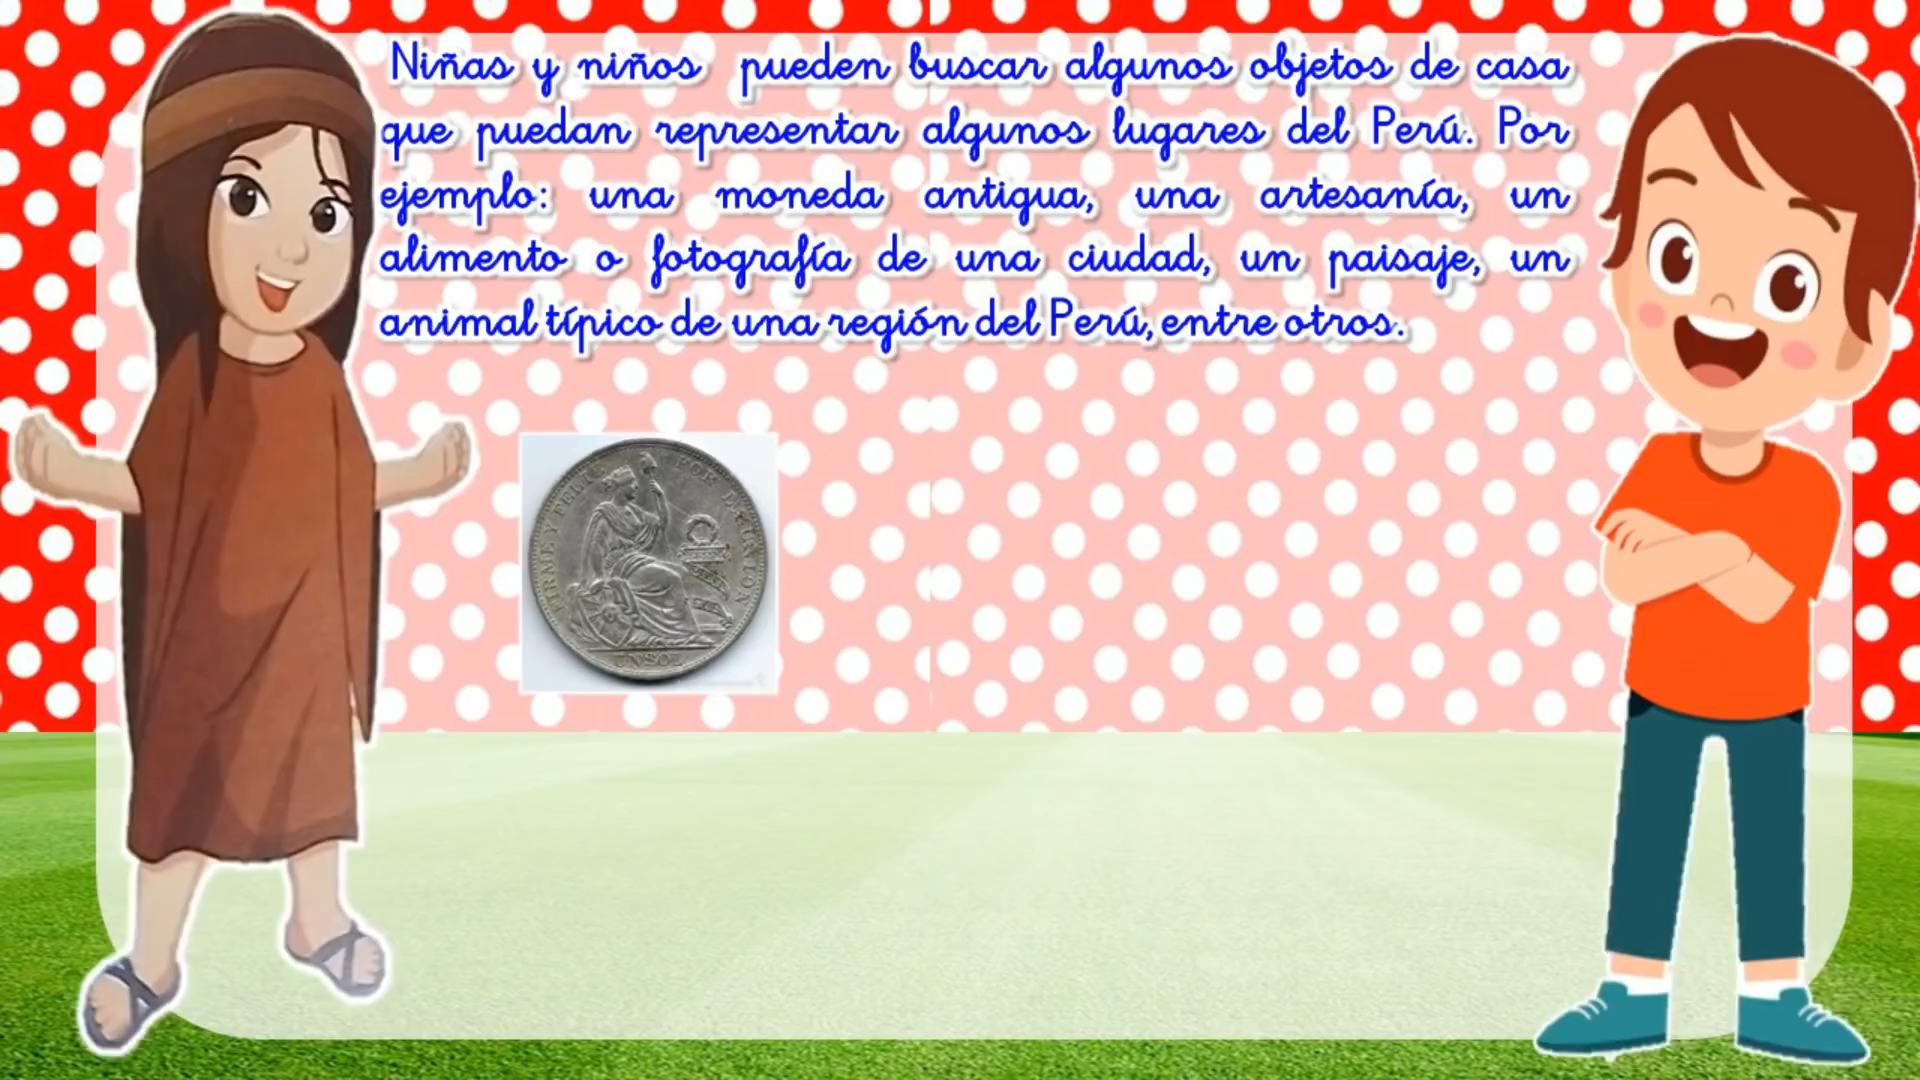 Niñas y niños pueden buscar algunos objetos de casa
que puedan representar algunos lugares del Perú. Por
ejemplo: una moneda antigua, una artesanía, un
alimento o fotografía de una ciudad, un paisaje, un
animal típico de una región del Perú, entre otros.
FIRME Y FELIZ POR LA UNION
UN SOL